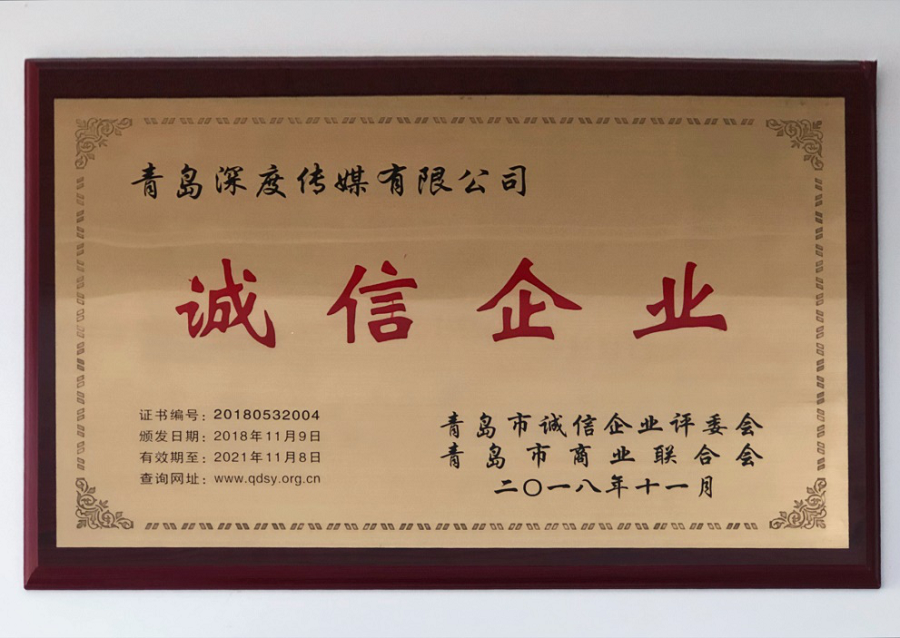 青岛深度传媒有限公司
诚信企业
证书编号：20180532004
颁发日期：2018年11月9日
有效期至：2021年11月8日
查询网址：www.qdsy.org.cn
青岛市诚信企业评委会
青岛市商业联合会
二〇一八年十一月